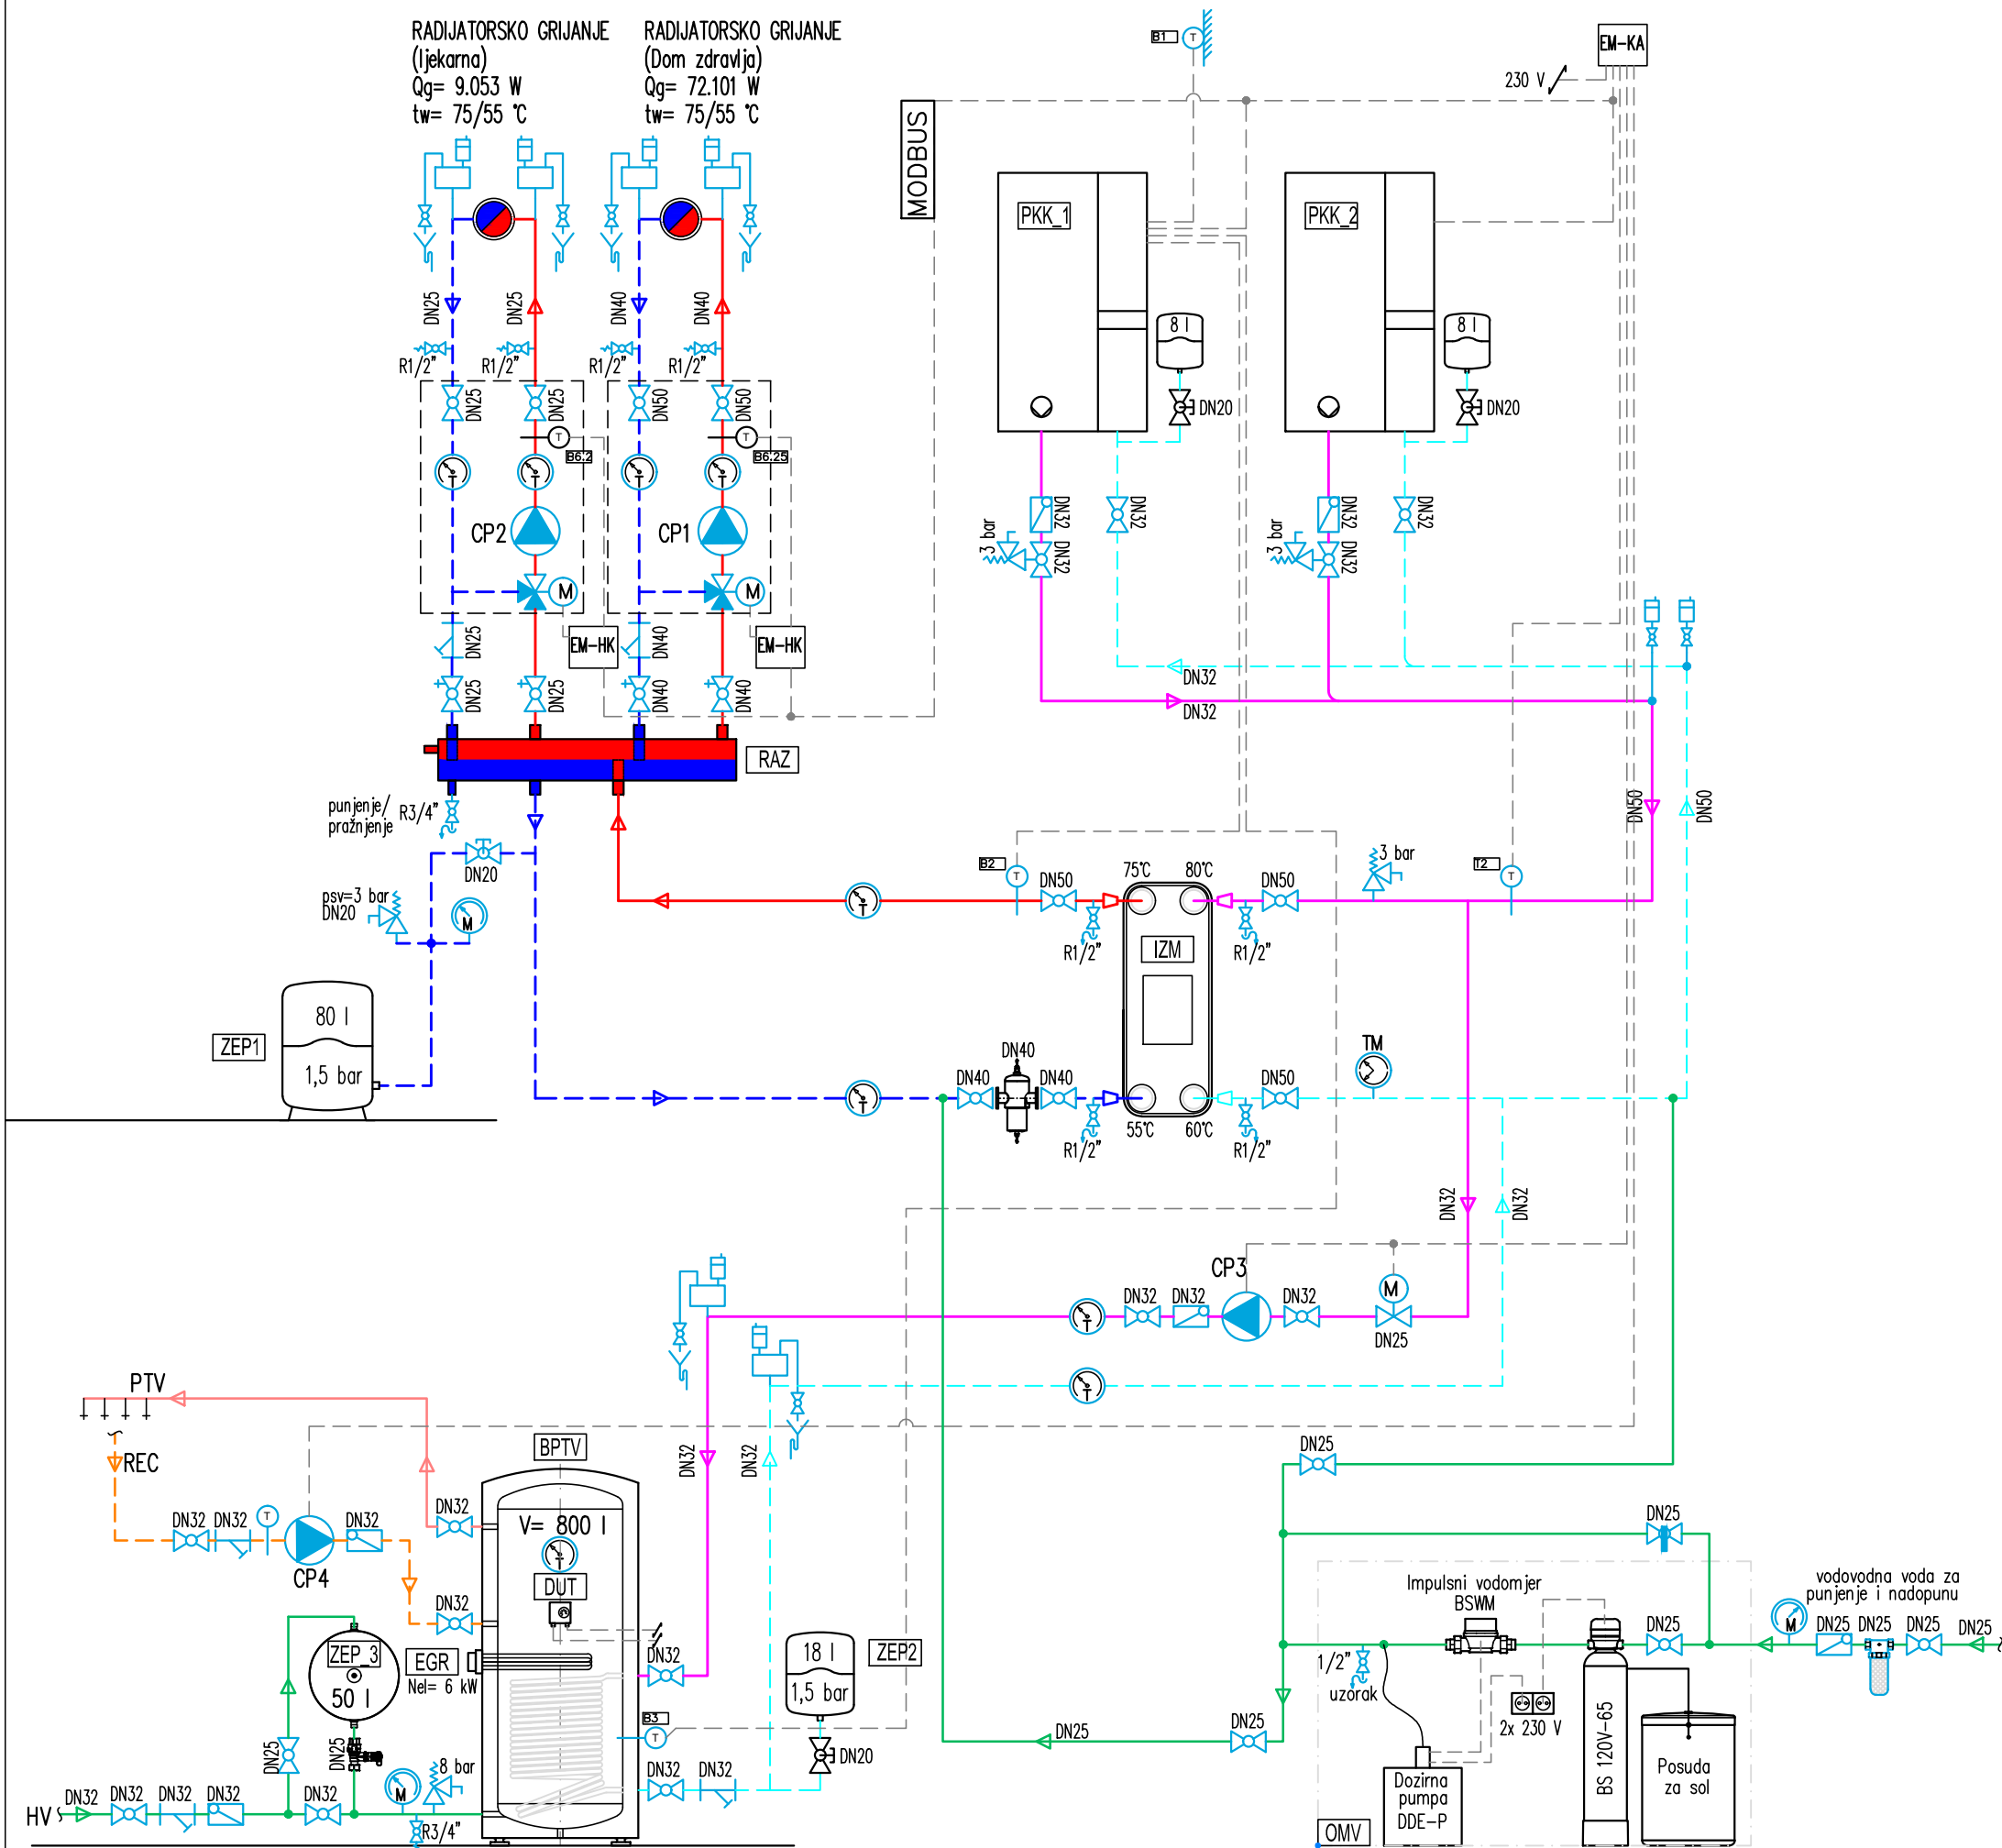 RADIJATORSKO GRIJANJE
(ljekarna)
Qg= 9.053 W
tw= 75/55 °C
RADIJATORSKO GRIJANJE
(Dom zdravlja)
Qg= 72.101 W
tw= 75/55 °C
B1
T
EM-KA
230 V
MODBUS
PKK_1
PKK_2
8 l
DN20
8 l
DN20
DN25
DN25
DN40
DN40
R1/2"
R1/2"
R1/2"
R1/2"
DN25
DN25
DN50
DN50
T
B6.2
T
B6.25
T
T
T
T
CP2
CP1
M
M
EM-HK
EM-HK
DN25
DN40
DN25
DN25
DN40
DN40
RAZ
3 bar
DN32
DN32
DN32
3 bar
DN32
DN32
DN32
DN32
DN32
DN50
DN50
punjenje/
pražnjenje
R3/4"
DN20
psv=3 bar
DN20
M
80 l
1,5 bar
ZEP1
T
B2
T
DN50
75°C
80°C
DN50
3 bar
T2
T
R1/2"
R1/2"
IZM
TM
T
DN40
DN40
DN40
DN50
R1/2"
55°C
60°C
R1/2"
DN32
DN32
CP3
M
T
DN32
DN32
DN32
DN25
T
PTV
REC
DN32
DN32
T
CP4
DN32
DN32
DN32
BPTV
V= 800 l
T
DUT
DN32
DN32
DN32
EGR
Nel= 6 kW
ZEP_3
50 l
DN25
DN25
B3
T
18 l
1,5 bar
ZEP2
DN20
DN32
DN32
HV
DN32
DN32
DN32
DN32
M
8 bar
R3/4"
DN25
DN25
DN25
DN25
Impulsni vodomjer
BSWM
1/2"
uzorak
2x 230 V
BS 120V-65
Dozirna
pumpa
DDE-P
Posuda
za sol
OMV
DN25
vodovodna voda za
punjenje i nadopunu
M
DN25
DN25
DN25
DN25